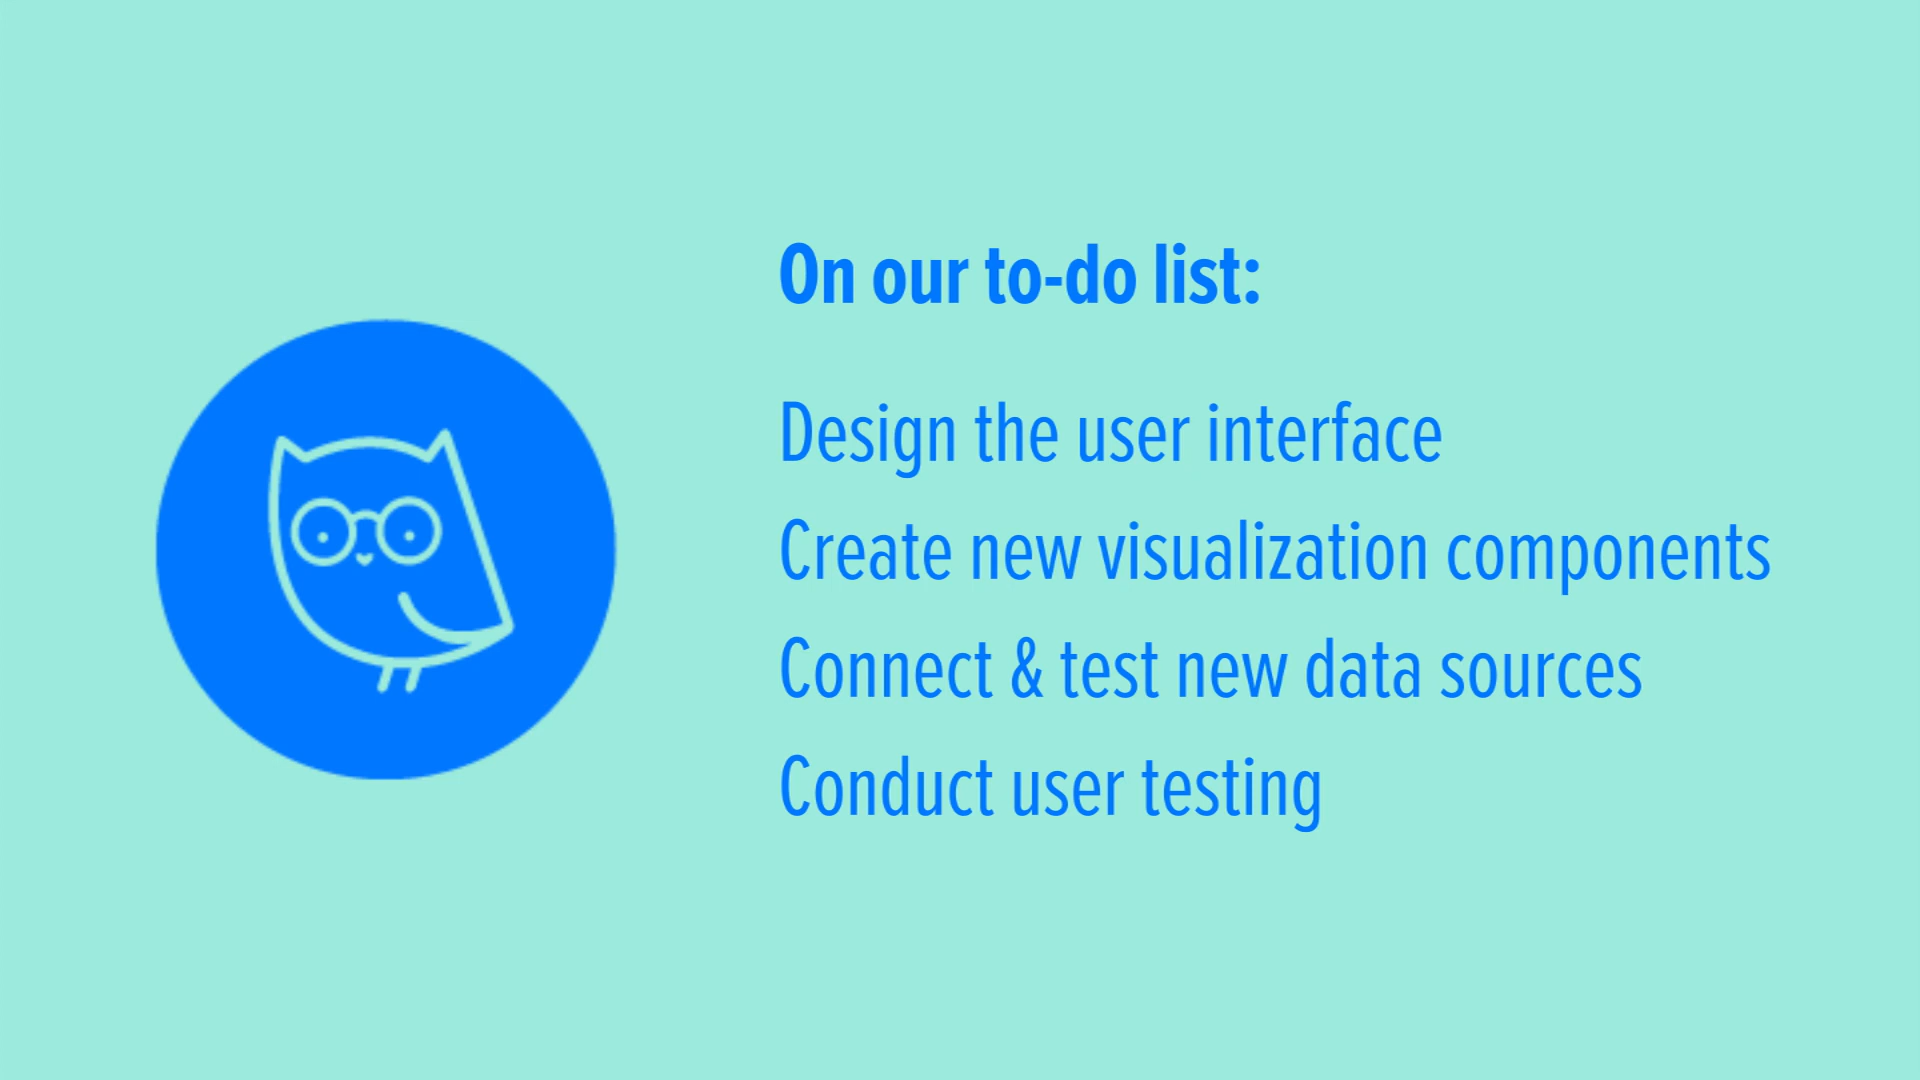 On our to-do list:
Design the user interface
Create new visualization components
Connect & test new data sources
Conduct user testing